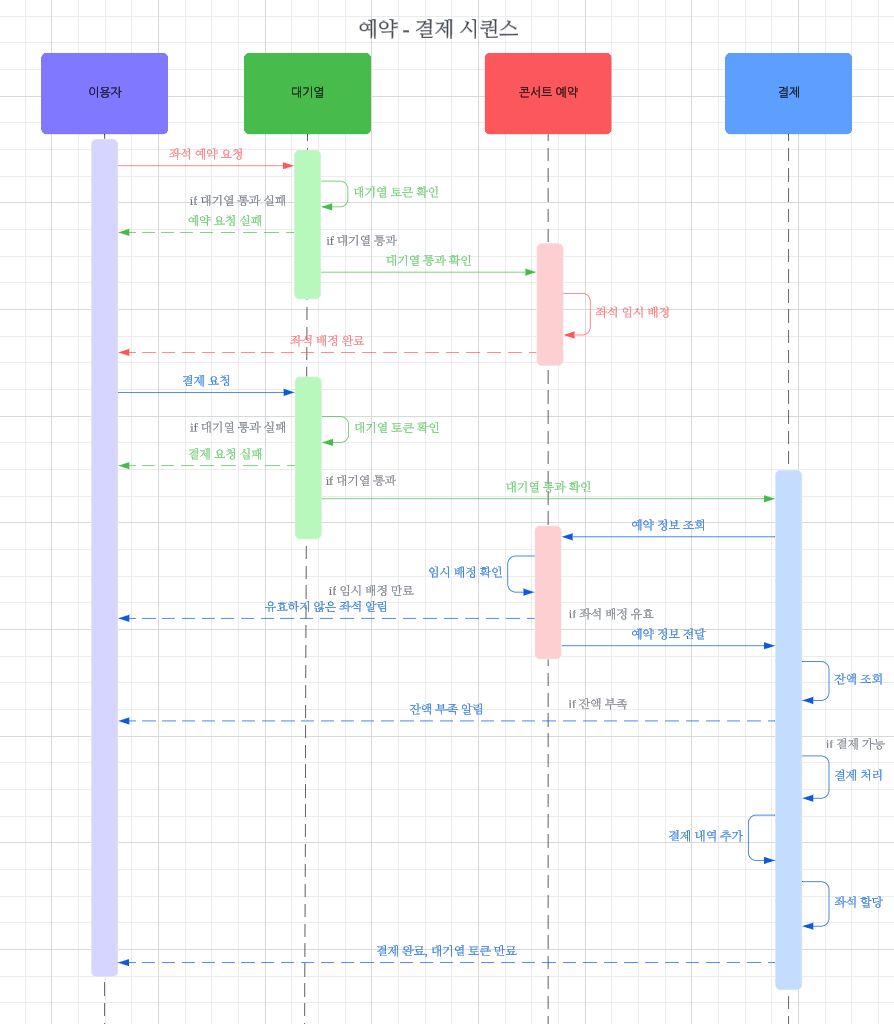 예약 - 결제 시퀀스
이용자
대기열
콘서트 예약
결제
좌석 예약 요청
대기열 토큰 확인
if 대기열 통과 실패
예약 요청 실패
if 대기열 통과
대기열 통과 확인
좌석 임시 배정
좌석 배정 완료
결제 요청
if 대기열 통과 실패
대기열 토큰 확인
결제 요청 실패
if 대기열 통과
대기열 통과 확인
예약 정보 조회
임시 배정 확인
if 임시 배정 만료
유효하지 않은 좌석 알림
if 좌석 배정 유효
예약 정보 전달
잔액 조회
if 잔액 부족
잔액 부족 알림
if 결제 가능
결제 처리
결제 내역 추가
좌석 할당
결제 완료, 대기열 토큰 만료